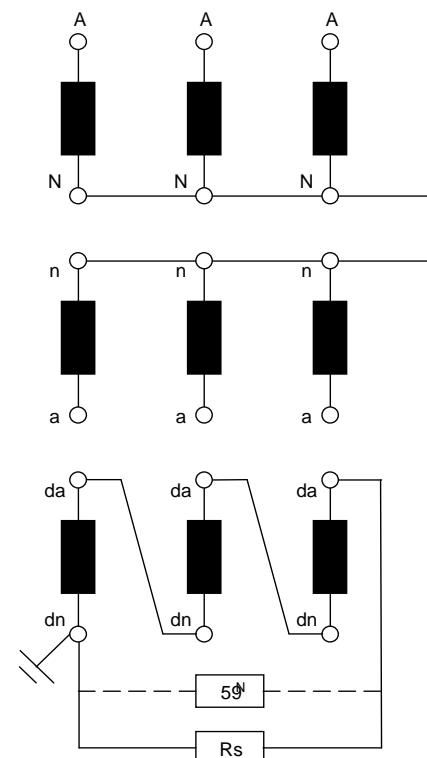 A A A
N N N
n n n
a a a
da da da
dn dn dn
59N
Rs